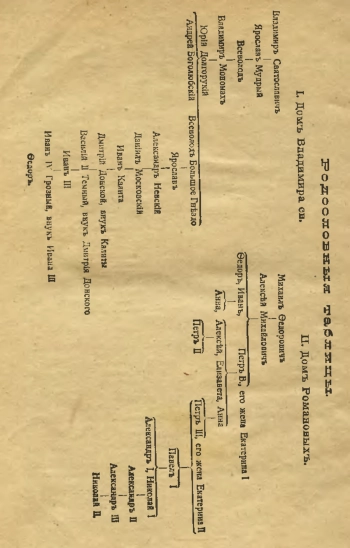 Родословныя таблицы.
I. Домъ Владимира св.
Владимиръ Святославичъ
Ярославъ Мудрый
Всеволодъ
Владимиръ Мономахъ
Юрій Долгорукій
Андрей Боголюбскій Всеволодъ Большое Гнѣздо
Ярославъ
Александръ Невскій
Даніилъ Московскій
Иванъ Калита
Дмитрій Донской, внукъ Калиты
Василій II Темный, внукъ Дмитрія Донского
Иванъ III
Иванъ IV Грозный, внукъ Ивана III
Ѳедоръ.
II. Домъ Романовыхъ.
Михаилъ Ѳедоровичъ
Алексѣй Михайловичъ
Ѳедоръ, Иванъ, Петръ В., его жена Екатерина I
Анна, Алексѣй, Елизавета, Анна
Петръ II Петръ III, его жена Екатерина II
Павелъ I
Александръ I, Николай I
Александръ II
Александръ III
Николай II,